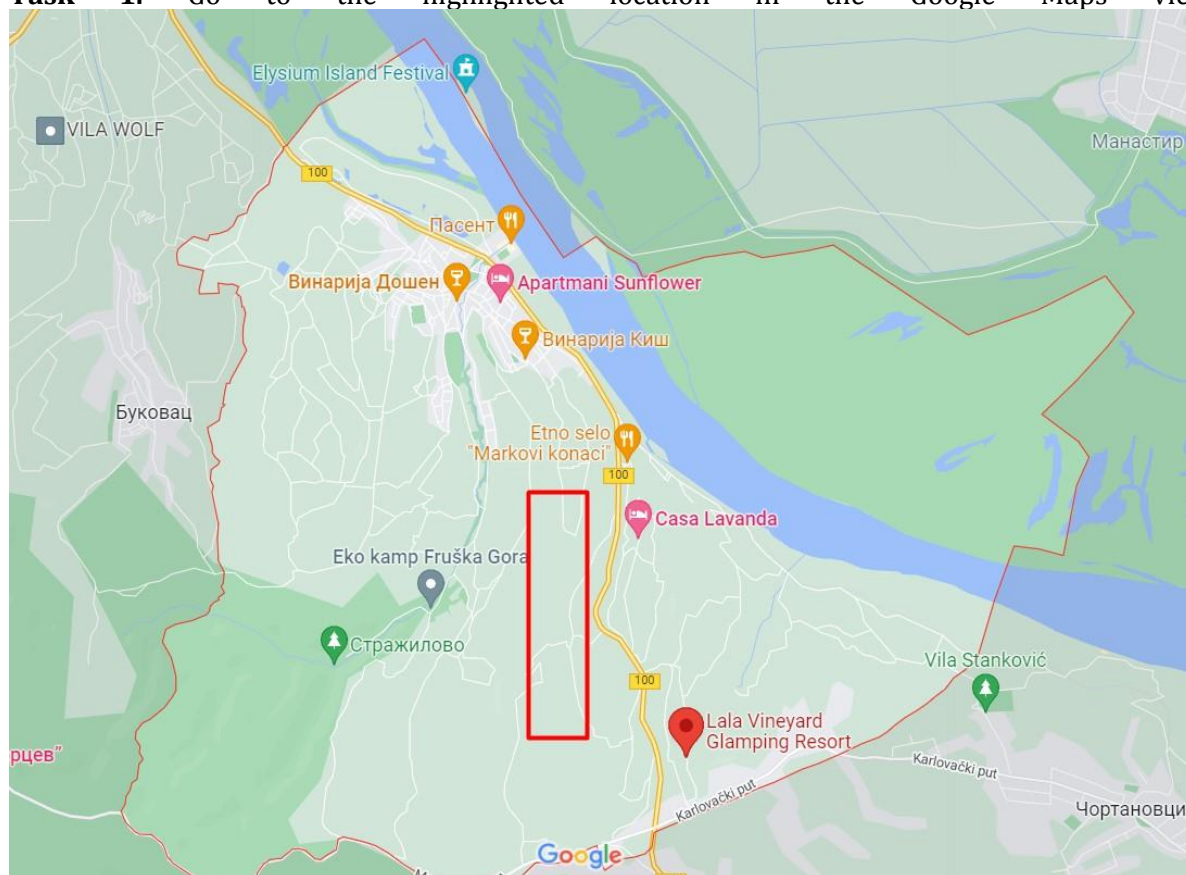 Task 1. Go to the highlighted location in the Google Maps vie
Elysium Island Festival
VILA WOLF
Манастир
100
Пасент
Винарија Дошен
Apartmani Sunflower
Винарија Киш
Буковац
Etno selo
"Markovi konaci"
100
Casa Lavanda
Eko kamp Fruška Gora
Стражилово
Vila Stanković
100
Lala Vineyard
Glamping Resort
рцев"
Karlovački put
Karlovački put
Чортановци
Google